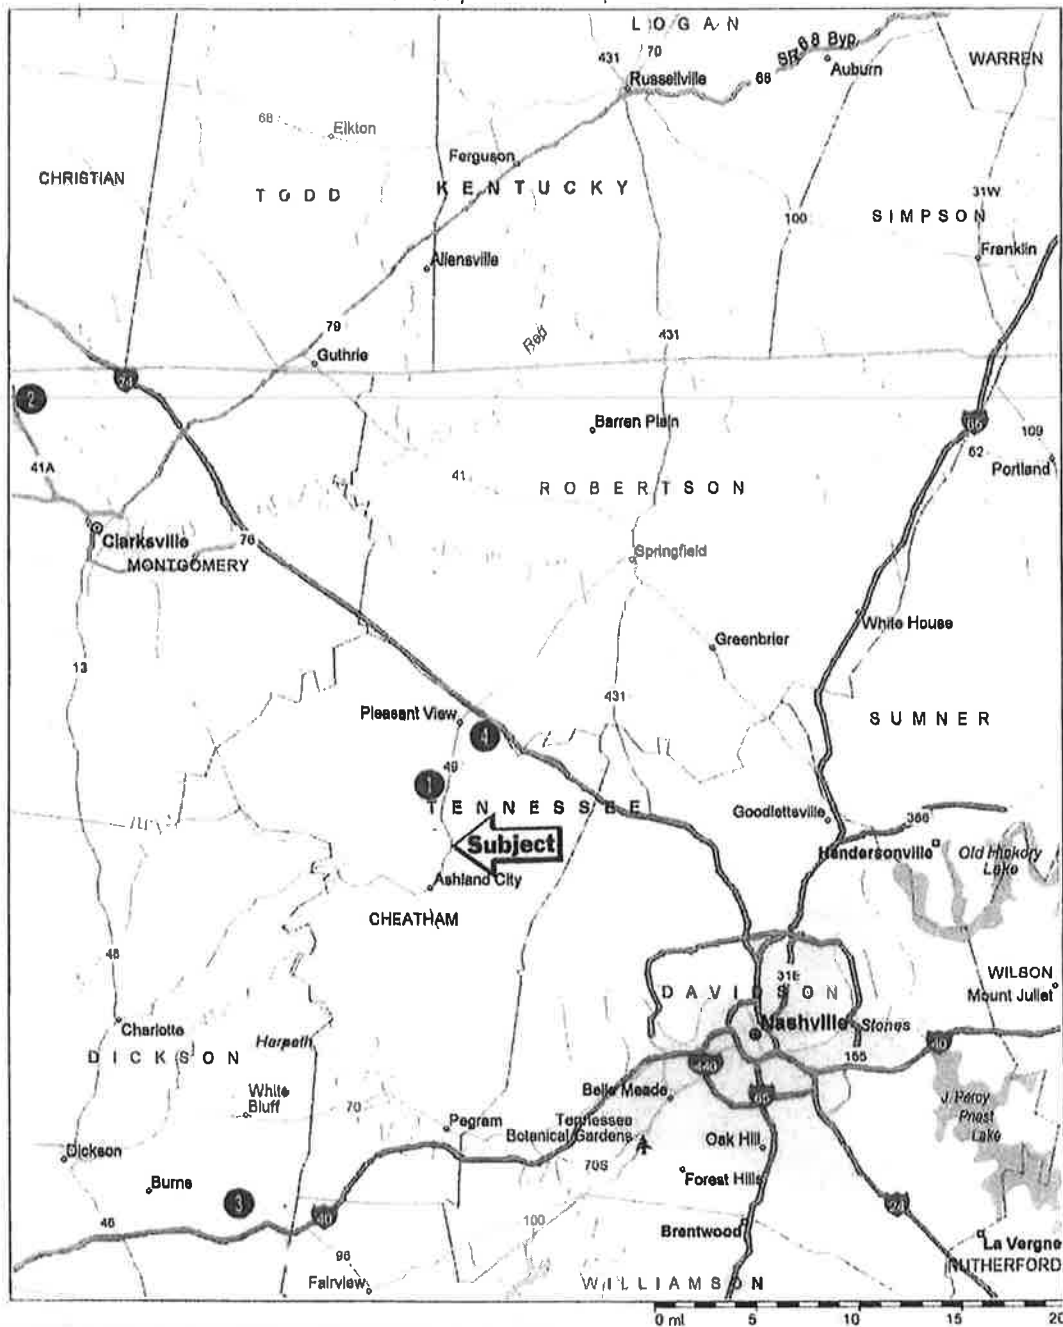 LOGAN
431
70
SR 68 Byp
Auburn
WARREN
Russellville
68
68
Elkton
Ferguson
CHRISTIAN
TODD
KENTUCKY
31W
100
SIMPSON
Franklin
Allensville
79
Red
431
Guthrie
24
2
65
Barren Plain
109
62
41A
41
Portland
ROBERTSON
Clarksville
76
Springfield
MONTGOMERY
White House
Greenbrier
13
431
Pleasant View
SUMNER
4
49
1
TENNESSEE
Goodlettsville
386
Subject
Hendersonville
Old Hickory
Lake
Ashland City
CHEATHAM
48
31E
WILSON
DAVIDSON
Mount Juliet
Charlotte
Nashville
Stones
Harpeth
40
DICKSON
155
440
White
Bluff
Belle Meade
65
70
J. Percy
Priest
Lake
Pegram
Tennessee
Botanical Gardens
Oak Hill
Dickson
70S
Forest Hills
Burns
3
40
24
46
100
Brentwood
La Vergne
96
RUTHERFORD
Fairview
WILLIAMSON
0 mi 5 10 15 20